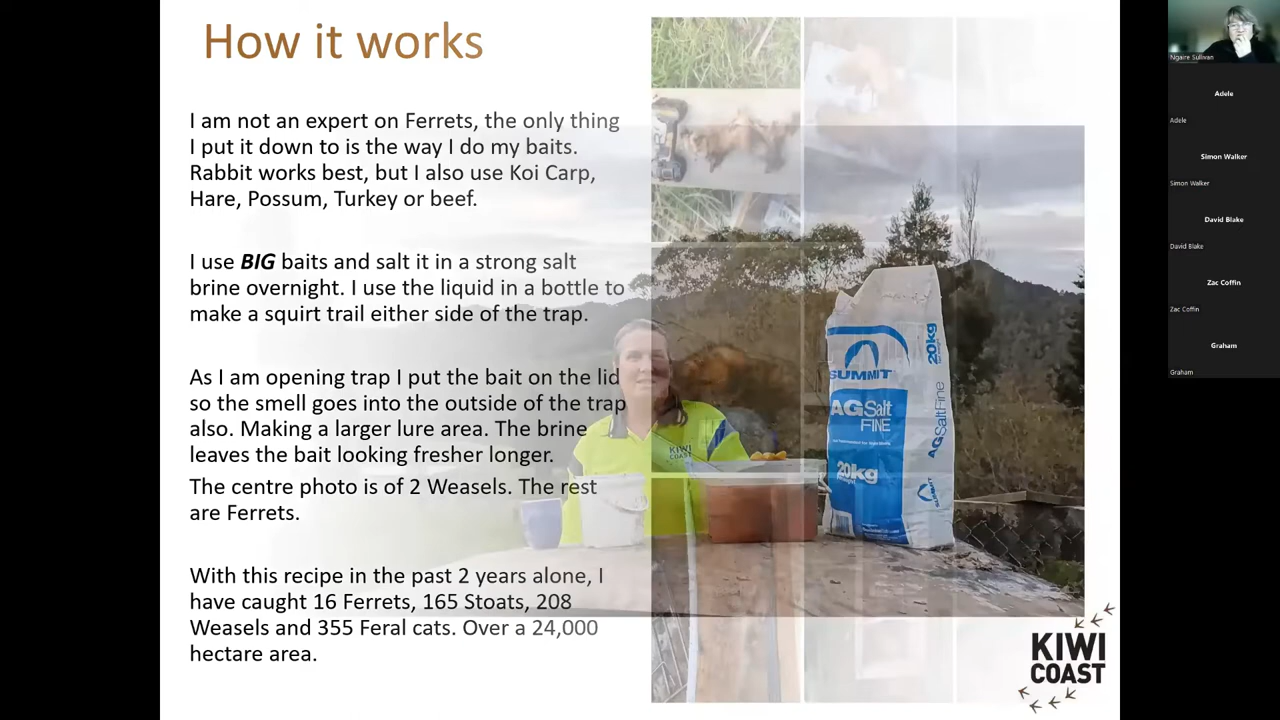 How it works
I am not an expert on Ferrets, the only thing
I put it down to is the way I do my baits.
Rabbit works best, but I also use Koi Carp,
Hare, Possum, Turkey or beef.
I use BIG baits and salt it in a strong salt
brine overnight. I use the liquid in a bottle to
make a squirt trail either side of the trap.
As I am opening trap I put the bait on the lid
so the smell goes into the outside of the trap
also. Making a larger lure area. The brine
leaves the bait looking fresher longer.
The centre photo is of 2 Weasels. The rest
are Ferrets.
With this recipe in the past 2 years alone, I
have caught 16 Ferrets, 165 Stoats, 208
Weasels and 355 Feral cats. Over a 24,000
hectare area.
KIWI
COAST
SUMMIT
AGSalt
FINE
20kg
20kg
AGSaltFine
SUMMIT
KIWI
COAST
Ngaire Sullivan
Adele
Adele
Simon Walker
Simon Walker
David Blake
David Blake
Zac Coffin
Zac Coffin
Graham
Graham